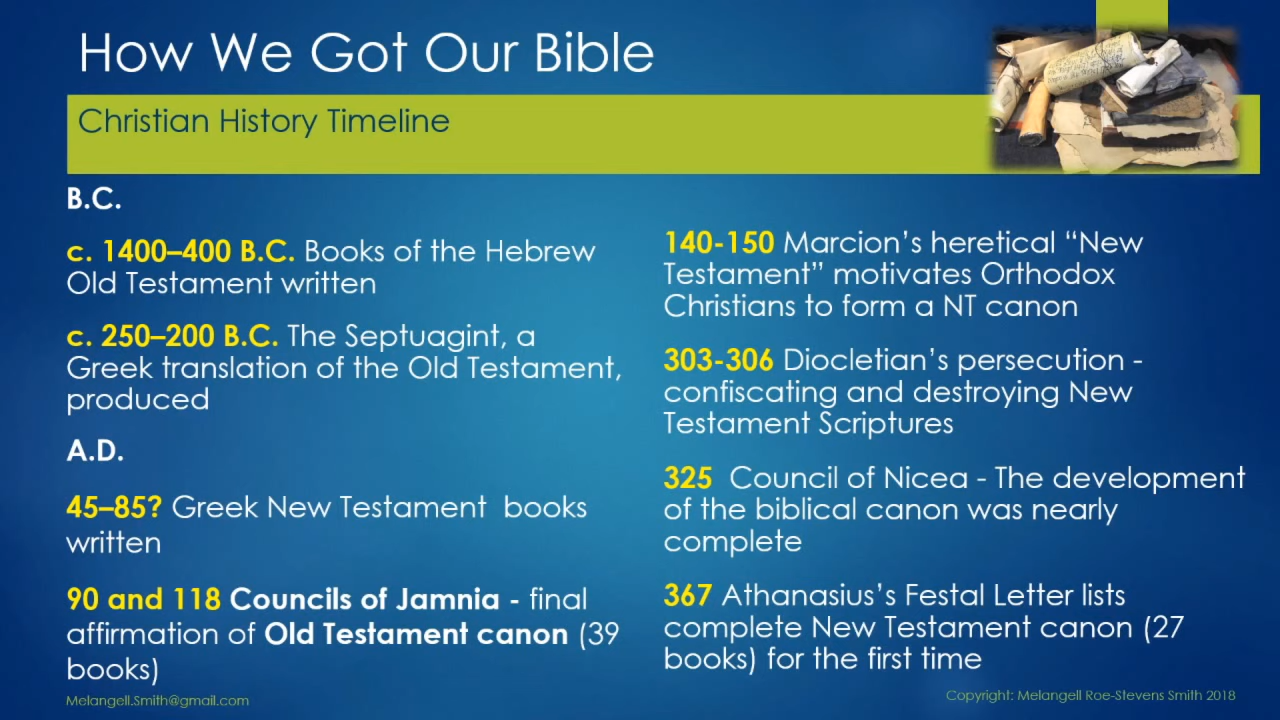 How We Got Our Bible
Christian History Timeline
B.C.
c. 1400–400 B.C. Books of the Hebrew
Old Testament written
c. 250–200 B.C. The Septuagint, a
Greek translation of the Old Testament,
produced
A.D.
45–85? Greek New Testament books
written
90 and 118 Councils of Jamnia - final
affirmation of Old Testament canon (39
books)
140-150 Marcion’s heretical “New
Testament” motivates Orthodox
Christians to form a NT canon
303-306 Diocletian’s persecution -
confiscating and destroying New
Testament Scriptures
325 Council of Nicea - The development
of the biblical canon was nearly
complete
367 Athanasius’s Festal Letter lists
complete New Testament canon (27
books) for the first time
Melangell.Smith@gmail.com
Copyright: Melangell Roe-Stevens Smith 2018